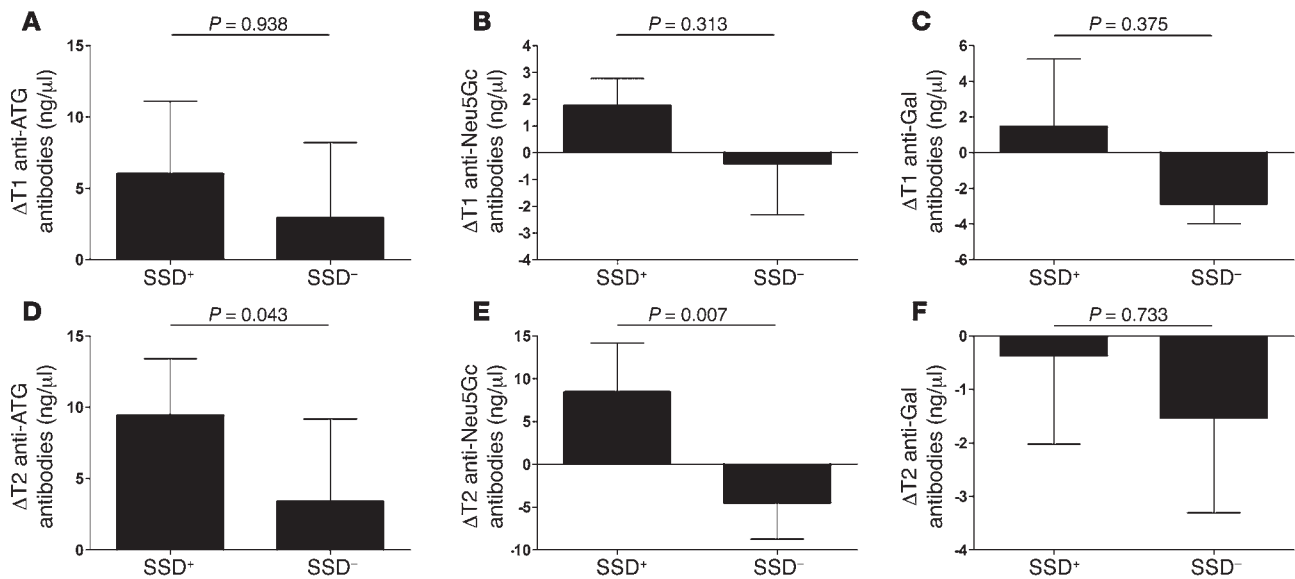 A
P = 0.938
ΔT1 anti-ATG
antibodies (ng/μl)
15
10
5
0
SSD⁺
SSD⁻
B
P = 0.313
ΔT1 anti-Neu5Gc
antibodies (ng/μl)
4
3
2
1
0
-1
-2
-3
-4
SSD⁺
SSD⁻
C
P = 0.375
ΔT1 anti-Gal
antibodies (ng/μl)
6
4
2
0
-2
-4
-6
SSD⁺
SSD⁻
D
P = 0.043
ΔT2 anti-ATG
antibodies (ng/μl)
15
10
5
0
SSD⁺
SSD⁻
E
P = 0.007
ΔT2 anti-Neu5Gc
antibodies (ng/μl)
15
10
5
0
-5
-10
SSD⁺
SSD⁻
F
P = 0.733
ΔT2 anti-Gal
antibodies (ng/μl)
0
-1
-2
-3
-4
SSD⁺
SSD⁻